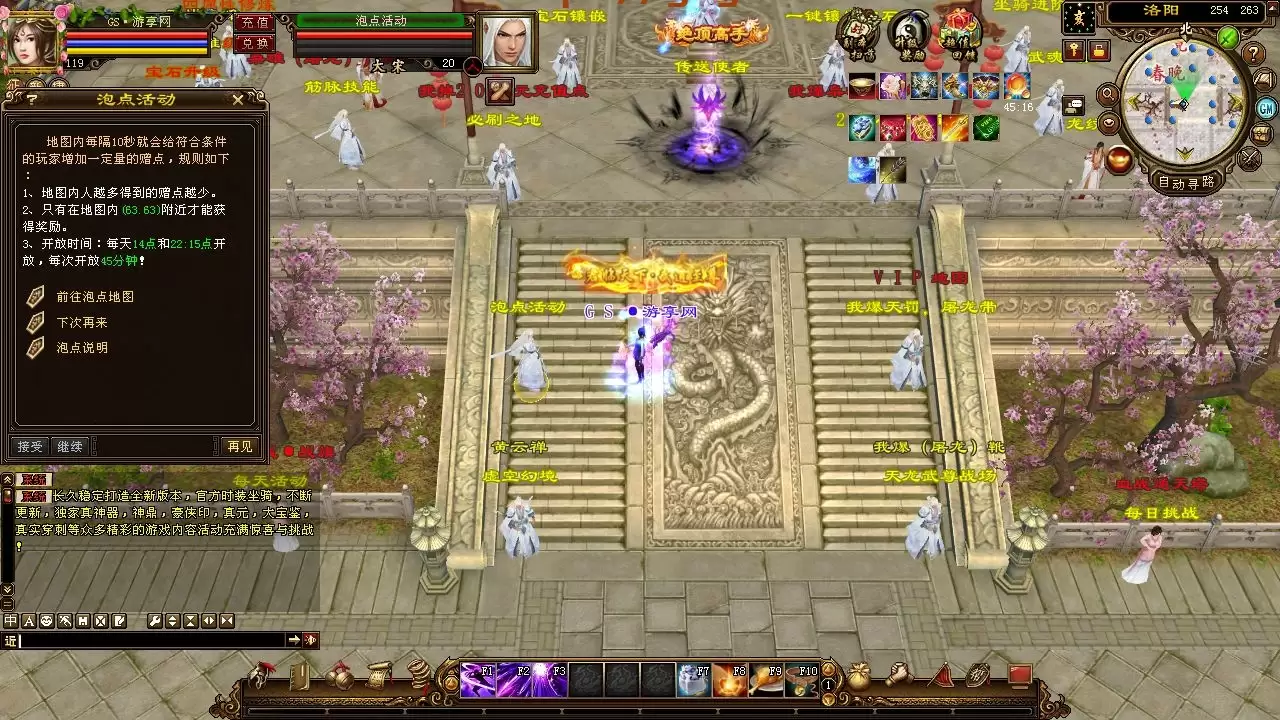 GS●游享网
充值
泡点活动
兑换
119
大宋
20
宝石镶嵌
绝顶高手
传送使者
一键镶
洛阳
254 263
北
春晚
自动寻路
45:16
筋脉技能
必刷之地
泡点活动
地图内每隔10秒就会给符合条件
的玩家增加一定量的赠点，规则如下
：
1、地图内人越多得到的赠点越少。
2、只有在地图内(63.63)附近才能获
得奖励。
3、开放时间：每天14点和22:15点开
放，每次开放45分钟！
前往泡点地图
下次再来
泡点说明
接受
继续
再见
泡点活动
GS●游享网
VIP地图
我爆天罚，屠龙带
黄云禅
虚空幻境
我爆（屠龙）靴
天龙武尊战场
每日挑战
每天活动
系统
系统 长久稳定打造全新版本，官方时装坐骑，不断
更新，独家真神器，神鼎，豪侠印，真元，大宝鉴，
真实穿刺等众多精彩的游戏内容活动充满惊喜与挑战
！
近
F1
F2
F3
F7
F8
F9
F10
1